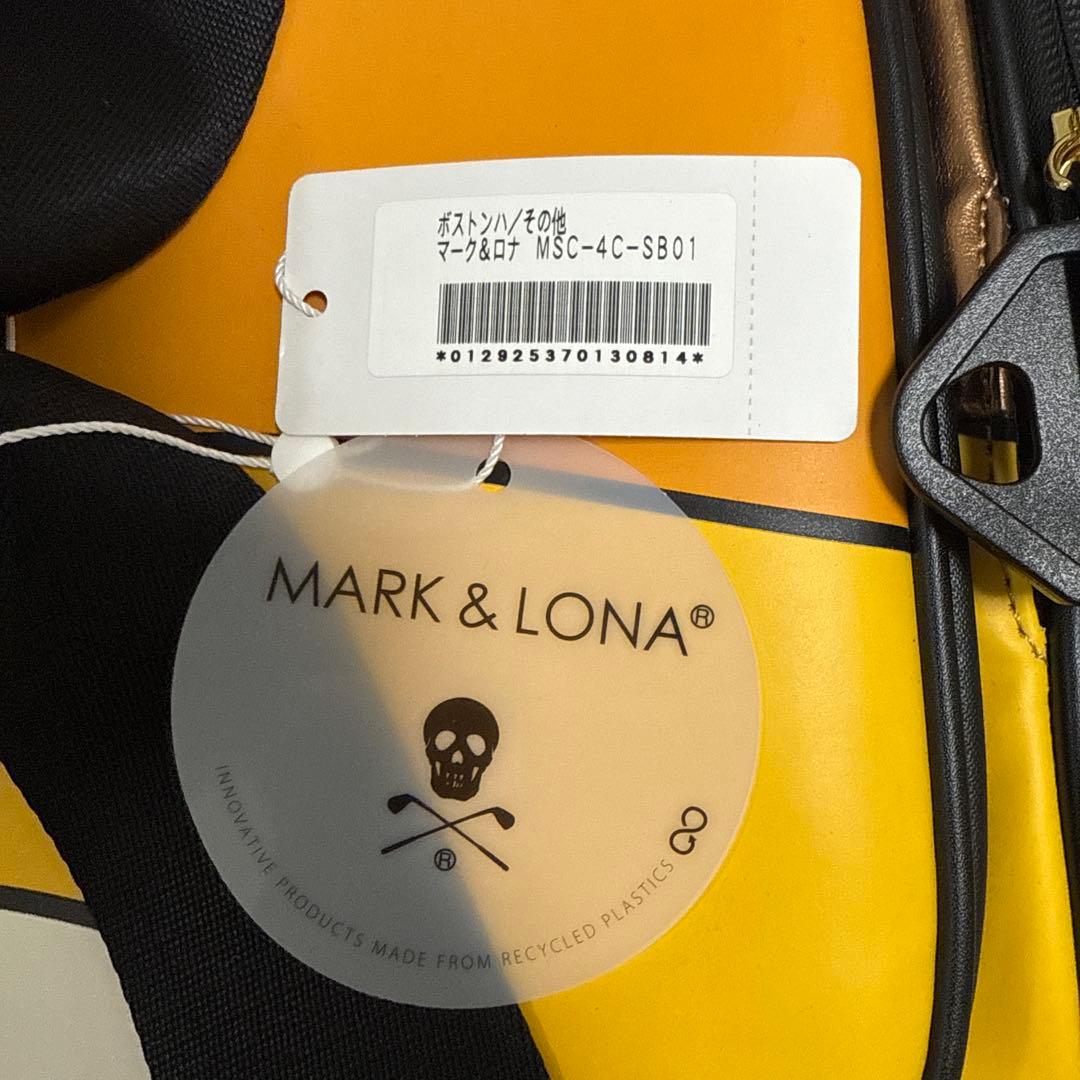 ボストンハ/その他
マーク&ロナ MSC-4C-SB01
*012925370130814*
MARK & LONA®
®
INNOVATIVE PRODUCTS MADE FROM RECYCLED PLASTICS